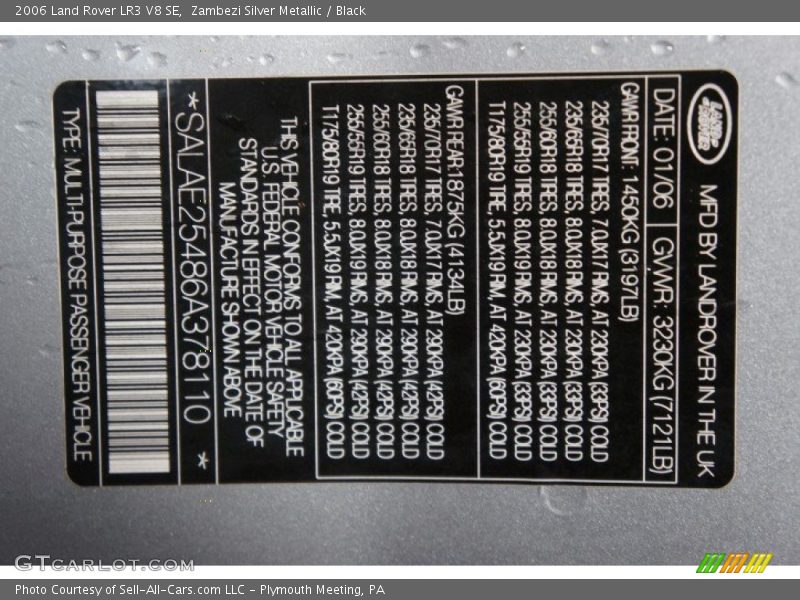 2006 Land Rover LR3 V8 SE, Zambezi Silver Metallic / Black
LAND
ROVER
MFD BY LANDROVER IN THE UK
DATE: 01/06 GVWR: 3230KG (7121LB)
GAWR FRONT: 1450KG (3197LB)
235/70R17 TIRES, 7.0JX17 RIMS, AT 230KPA (33PSI) COLD
235/65R18 TIRES, 8.0JX18 RIMS, AT 230KPA (33PSI) COLD
255/60R18 TIRES, 8.0JX18 RIMS, AT 230KPA (33PSI) COLD
255/55R19 TIRES, 8.0JX19 RIMS, AT 230KPA (33PSI) COLD
T175/80R19 TIRE, 5.5JX19 RIM, AT 420KPA (60PSI) COLD
GAWR REAR 1875KG (4134LB)
235/70R17 TIRES, 7.0JX17 RIMS, AT 290KPA (42PSI) COLD
235/65R18 TIRES, 8.0JX18 RIMS, AT 290KPA (42PSI) COLD
255/60R18 TIRES, 8.0JX18 RIMS, AT 290KPA (42PSI) COLD
255/55R19 TIRES, 8.0JX19 RIMS, AT 290KPA (42PSI) COLD
T175/80R19 TIRE, 5.5JX19 RIM, AT 420KPA (60PSI) COLD
THIS VEHICLE CONFORMS TO ALL APPLICABLE
U.S. FEDERAL MOTOR VEHICLE SAFETY
STANDARDS IN EFFECT ON THE DATE OF
MANUFACTURE SHOWN ABOVE
*SALAE25486A378110 *
TYPE: MULTI-PURPOSE PASSENGER VEHICLE
GTCARLOT.COM
Photo Courtesy of Sell-All-Cars.com LLC - Plymouth Meeting, PA